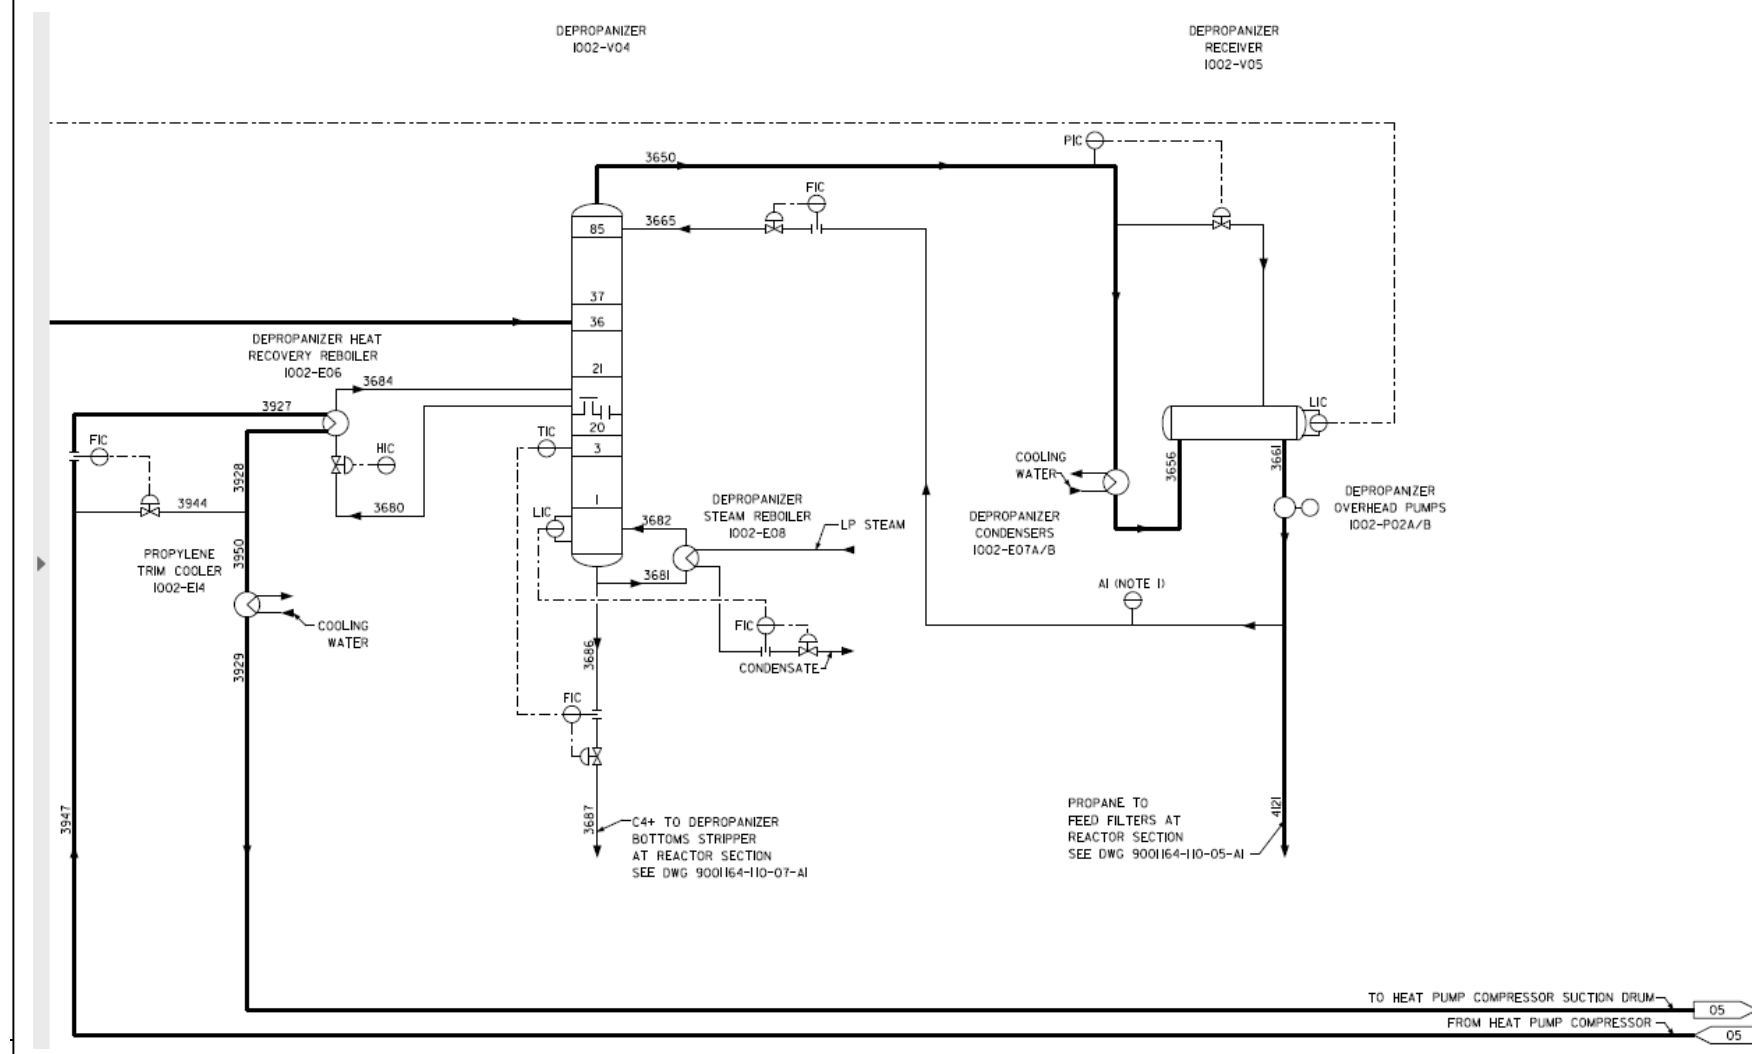 DEPROPANIZER
1002-V04
DEPROPANIZER
RECEIVER
1002-V05
PIC
3650
FIC
3665
85
37
36
DEPROPANIZER HEAT
RECOVERY REBOILER
1002-E06
21
3684
3927
LIC
20
TIC
3
FIC
HIC
COOLING
WATER
3656
3661
3928
3944
3680
1
DEPROPANIZER
STEAM REBOILER
1002-E08
LIC
3682
LP STEAM
DEPROPANIZER
CONDENSERS
1002-E07A/B
DEPROPANIZER
OVERHEAD PUMPS
1002-P02A/B
PROPYLENE
TRIM COOLER
1002-E14
3950
3681
AI (NOTE 1)
COOLING
WATER
FIC
3686
CONDENSATE
3929
FIC
3947
3687
C4+ TO DEPROPANIZER
BOTTOMS STRIPPER
AT REACTOR SECTION
SEE DWG 9001164-110-07-A1
PROPANE TO
FEED FILTERS AT
REACTOR SECTION
SEE DWG 9001164-110-05-A1
4121
TO HEAT PUMP COMPRESSOR SUCTION DRUM
05
FROM HEAT PUMP COMPRESSOR
05